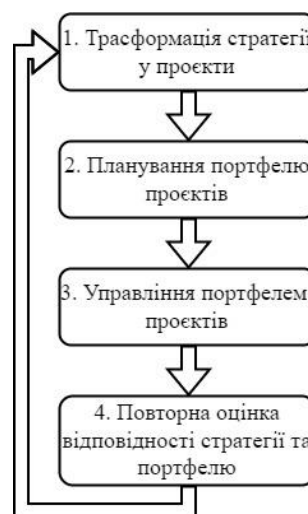 1. Трасформація стратегії
у проєкти
2. Планування портфелю
проєктів
3. Управління портфелем
проєктів
4. Повторна оцінка
відповідності стратегії та
портфелю